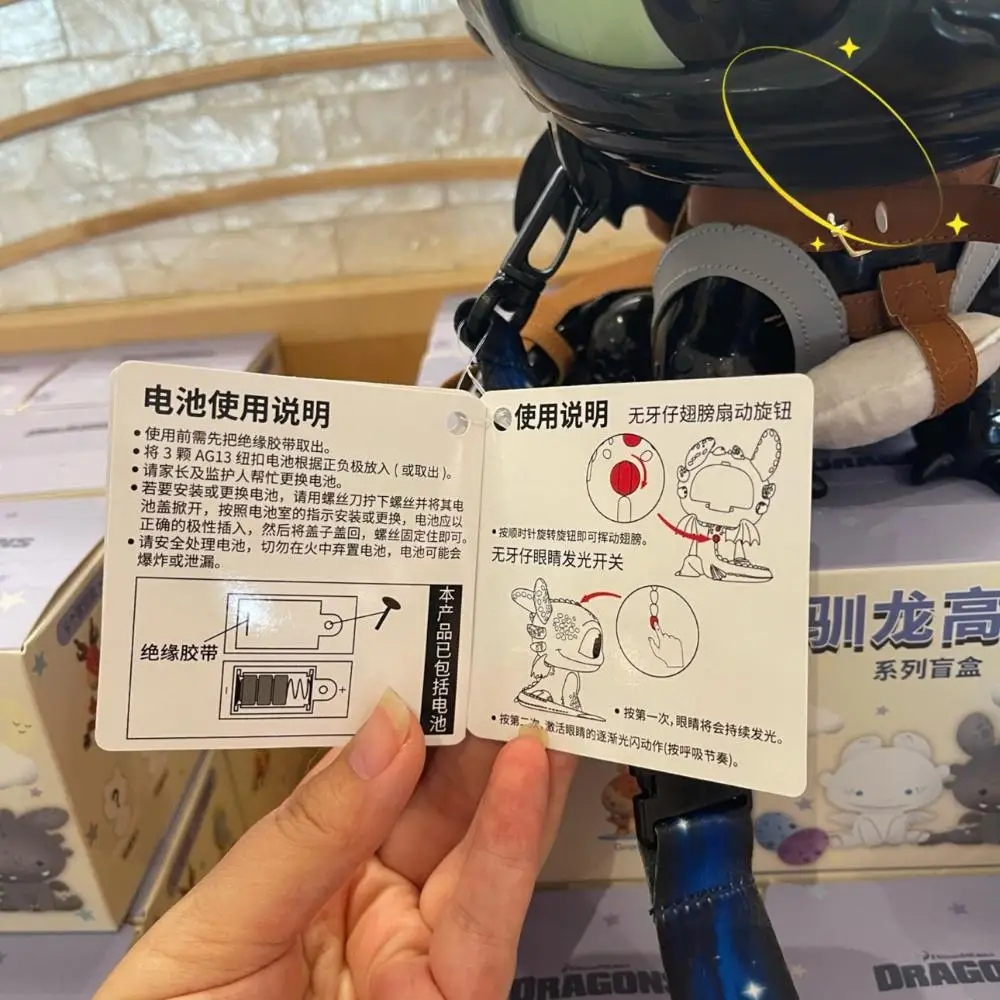 电池使用说明
• 使用前需先把绝缘胶带取出。
• 将 3 颗 AG13 纽扣电池根据正负极放入 ( 或取出 )。
• 请家长及监护人帮忙更换电池。
• 若要安装或更换电池，请用螺丝刀拧下螺丝并将其电
池盖掀开，按照电池室的指示安装或更换，电池应以
正确的极性插入，然后将盖子盖回，螺丝固定住即可。
• 请安全处理电池，切勿在火中弃置电池，电池可能会
爆炸或泄漏。
绝缘胶带
- +
本产品已包括电池
使用说明 无牙仔翅膀扇动旋钮
• 按顺时针旋转旋钮即可挥动翅膀。
无牙仔眼睛发光开关
• 按第一次，眼睛将会持续发光。
• 按第二次，激活眼睛的逐渐光闪动作(按呼吸节奏)。
驯龙高
系列盲盒
DRAGONS
DRAGON